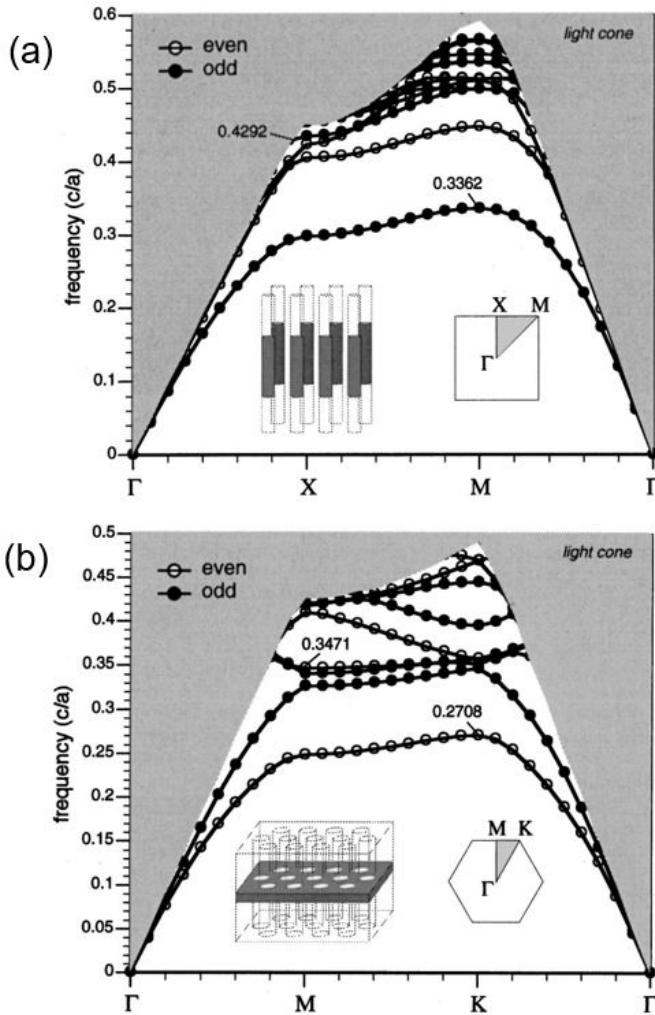 (a)
0.6
0.5
0.4
0.3
0.2
0.1
0
frequency (c/a)
even
odd
light cone
0.4292
0.3362
X M
Γ
Γ X M Γ
(b)
0.5
0.45
0.4
0.35
0.3
0.25
0.2
0.15
0.1
0.05
0
frequency (c/a)
even
odd
light cone
0.3471
0.2708
M K
Γ
Γ M K Γ